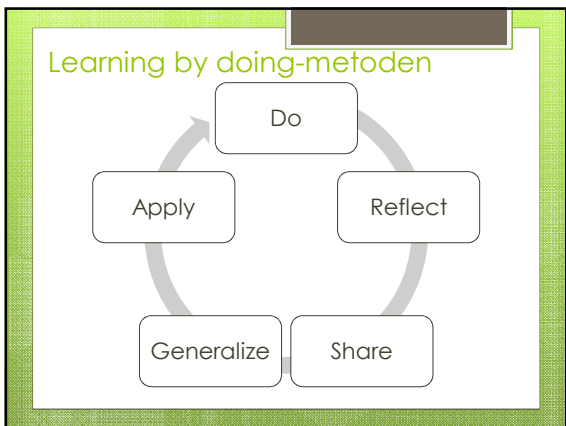 Learning by doing-metoden
Do
Reflect
Share
Generalize
Apply